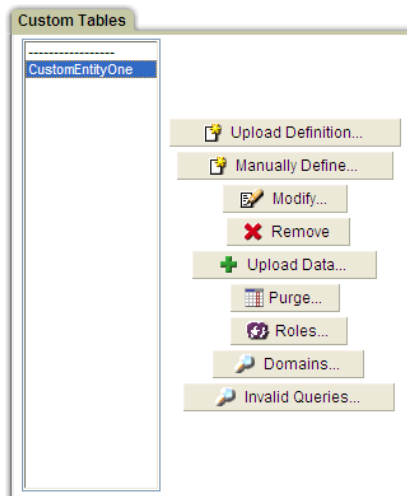 Custom Tables
-----------------
CustomEntityOne
Upload Definition...
Manually Define...
Modify...
Remove
Upload Data...
Purge...
Roles...
Domains...
Invalid Queries...